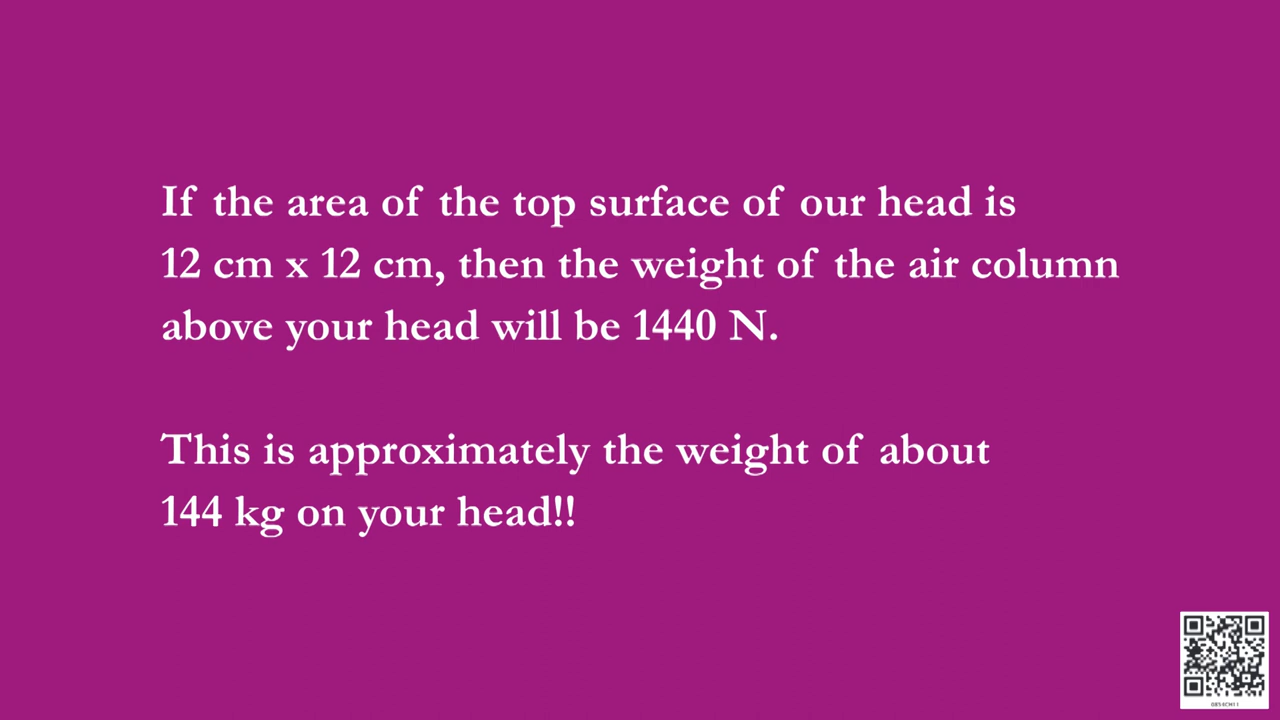 If the area of the top surface of our head is
12 cm x 12 cm, then the weight of the air column
above your head will be 1440 N.
This is approximately the weight of about
144 kg on your head!!